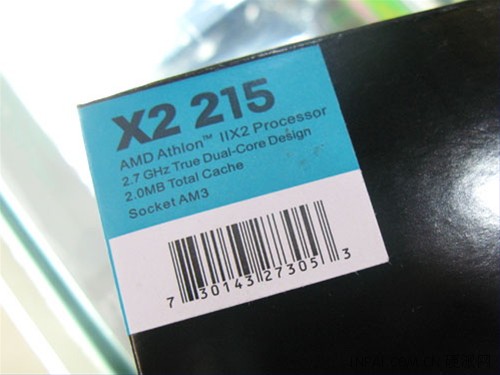 X2 215
AMD Athlon™ IIX2 Processor
2.7 GHz True Dual-Core Design
2.0MB Total Cache
Socket AM3
7 30143 27305 3